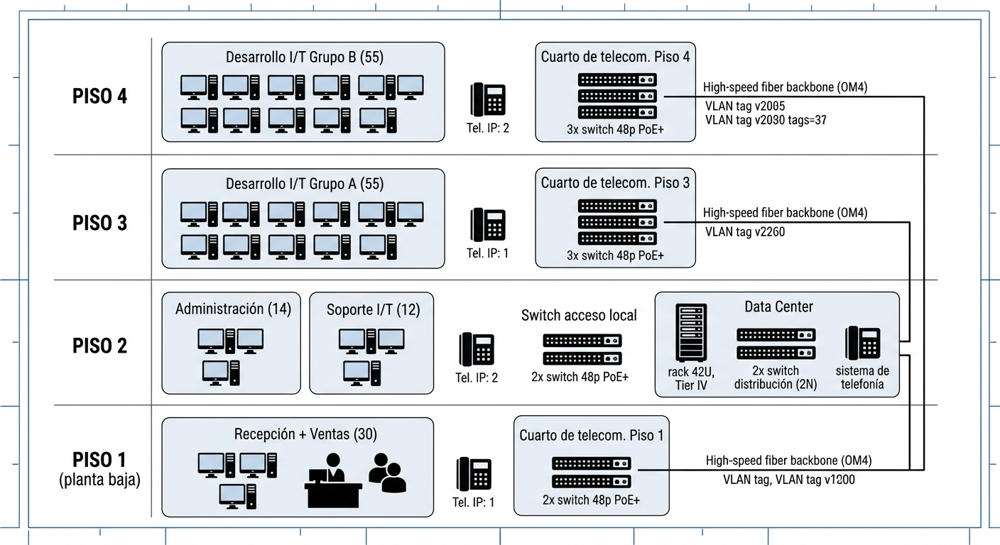 PISO 4
Desarrollo I/T Grupo B (55)
Tel. IP: 2
Cuarto de telecom. Piso 4
3x switch 48p PoE+
High-speed fiber backbone (OM4)
VLAN tag v2005
VLAN tag v2030 tags=37
PISO 3
Desarrollo I/T Grupo A (55)
Tel. IP: 1
Cuarto de telecom. Piso 3
3x switch 48p PoE+
High-speed fiber backbone (OM4)
VLAN tag v2260
PISO 2
Administración (14)
Soporte I/T (12)
Tel. IP: 2
Switch acceso local
2x switch 48p PoE+
Data Center
rack 42U,
Tier IV
2x switch
distribución (2N)
sistema de
telefonía
PISO 1
(planta baja)
Recepción + Ventas (30)
Tel. IP: 1
Cuarto de telecom. Piso 1
2x switch 48p PoE+
High-speed fiber backbone (OM4)
VLAN tag, VLAN tag